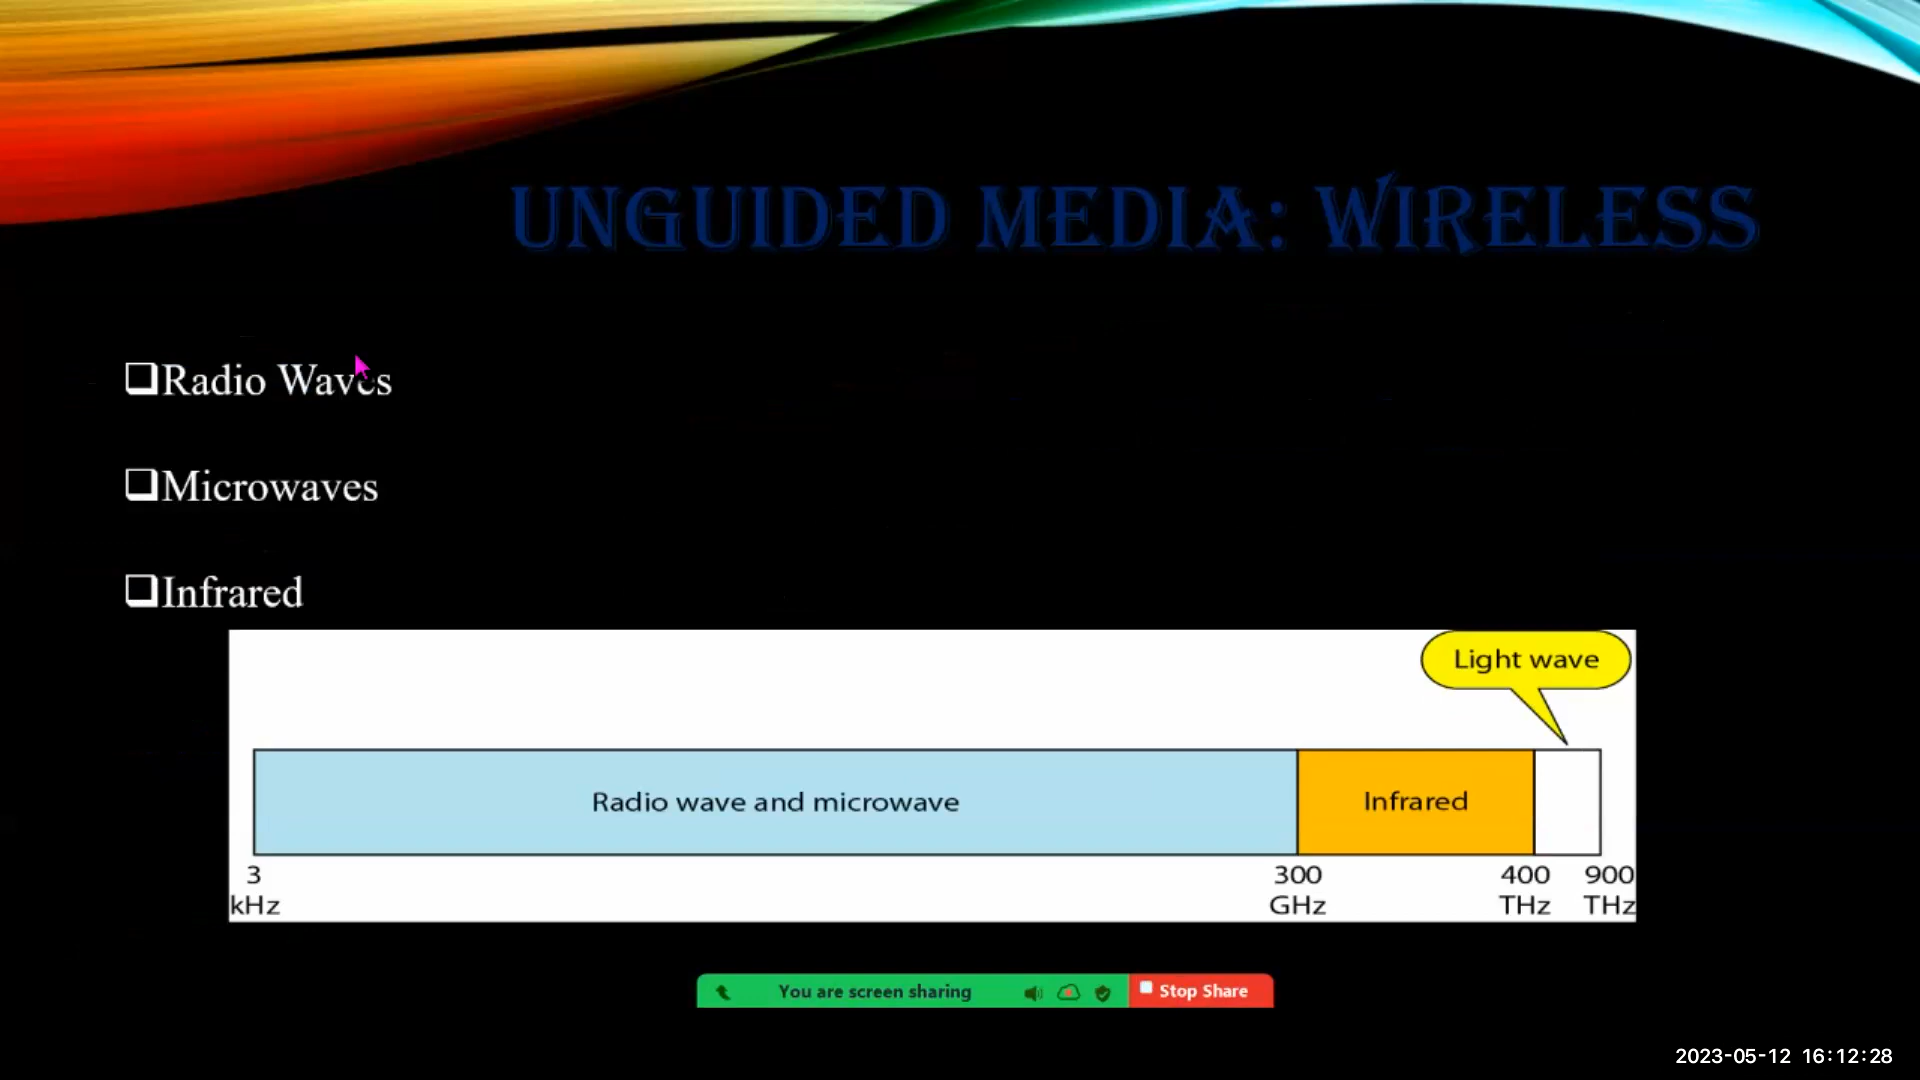 UNGUIDED MEDIA: WIRELESS
❑Radio Waves
❑Microwaves
❑Infrared
Light wave
Radio wave and microwave
Infrared
3 kHz
300 GHz
400 THz
900 THz
You are screen sharing
Stop Share
2023-05-12 16:12:28